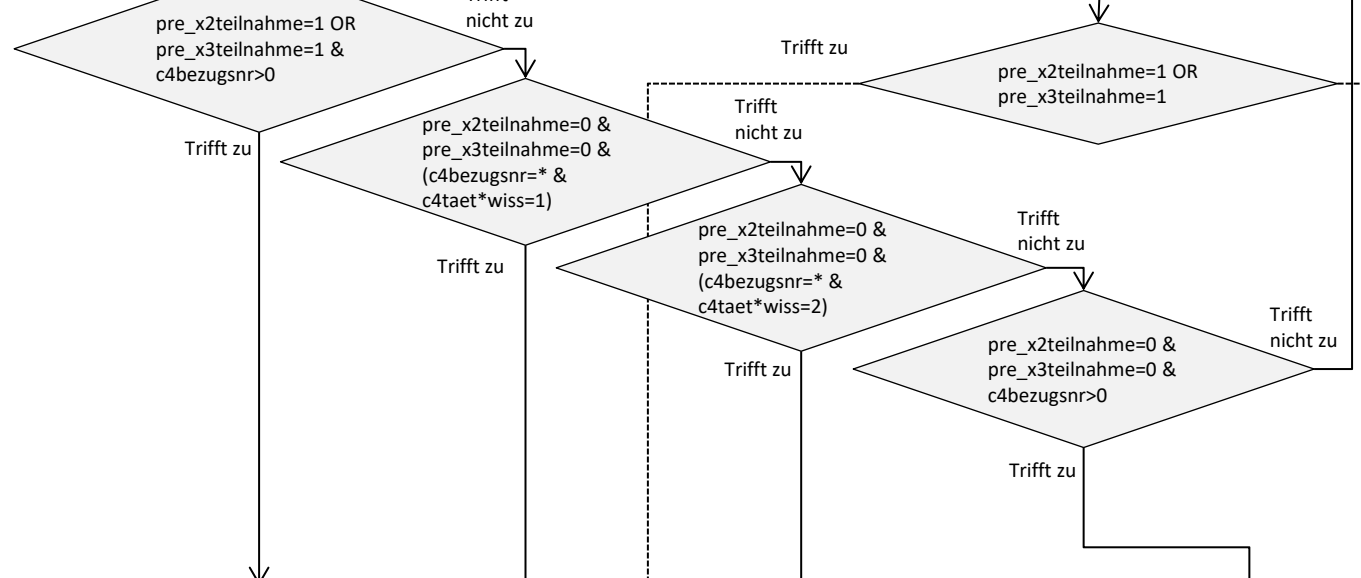 Trifft
nicht zu
pre_x2teilnahme=1 OR
pre_x3teilnahme=1 &
c4bezugsnr>0
Trifft zu
Trifft zu
pre_x2teilnahme=1 OR
pre_x3teilnahme=1
Trifft
nicht zu
pre_x2teilnahme=0 &
pre_x3teilnahme=0 &
(c4bezugsnr=* &
c4taet*wiss=1)
Trifft zu
Trifft
nicht zu
pre_x2teilnahme=0 &
pre_x3teilnahme=0 &
(c4bezugsnr=* &
c4taet*wiss=2)
Trifft zu
Trifft
nicht zu
pre_x2teilnahme=0 &
pre_x3teilnahme=0 &
c4bezugsnr>0
Trifft zu